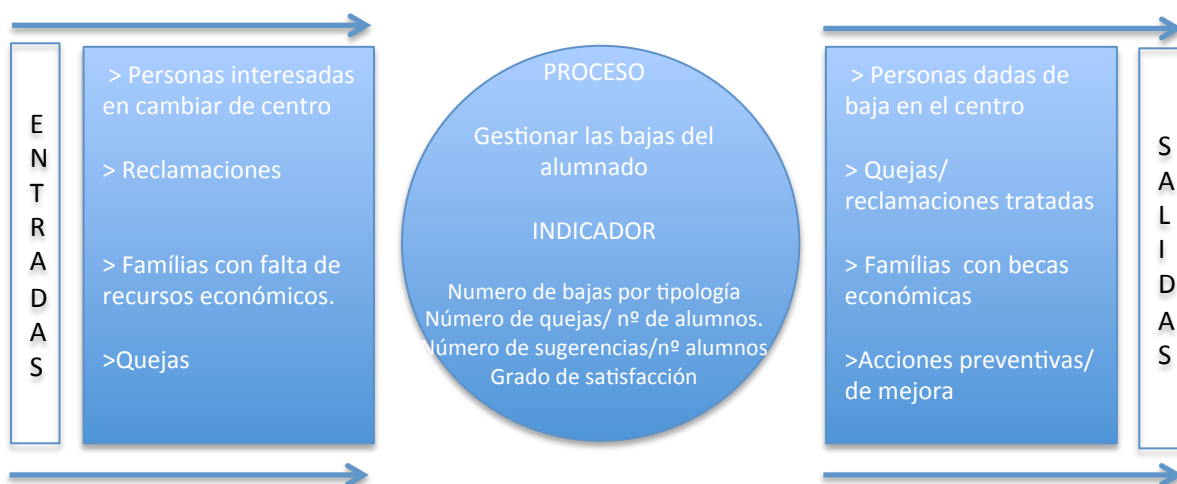 ENTRADAS
> Personas interesadas
en cambiar de centro
> Reclamaciones
> Famílias con falta de
recursos económicos.
>Quejas
PROCESO
Gestionar las bajas del
alumnado
INDICADOR
Numero de bajas por tipología
Número de quejas/ nº de alumnos.
Número de sugerencias/nº alumnos
Grado de satisfacción
> Personas dadas de
baja en el centro
> Quejas/
reclamaciones tratadas
> Famílias con becas
económicas
>Acciones preventivas/
de mejora
SALIDAS